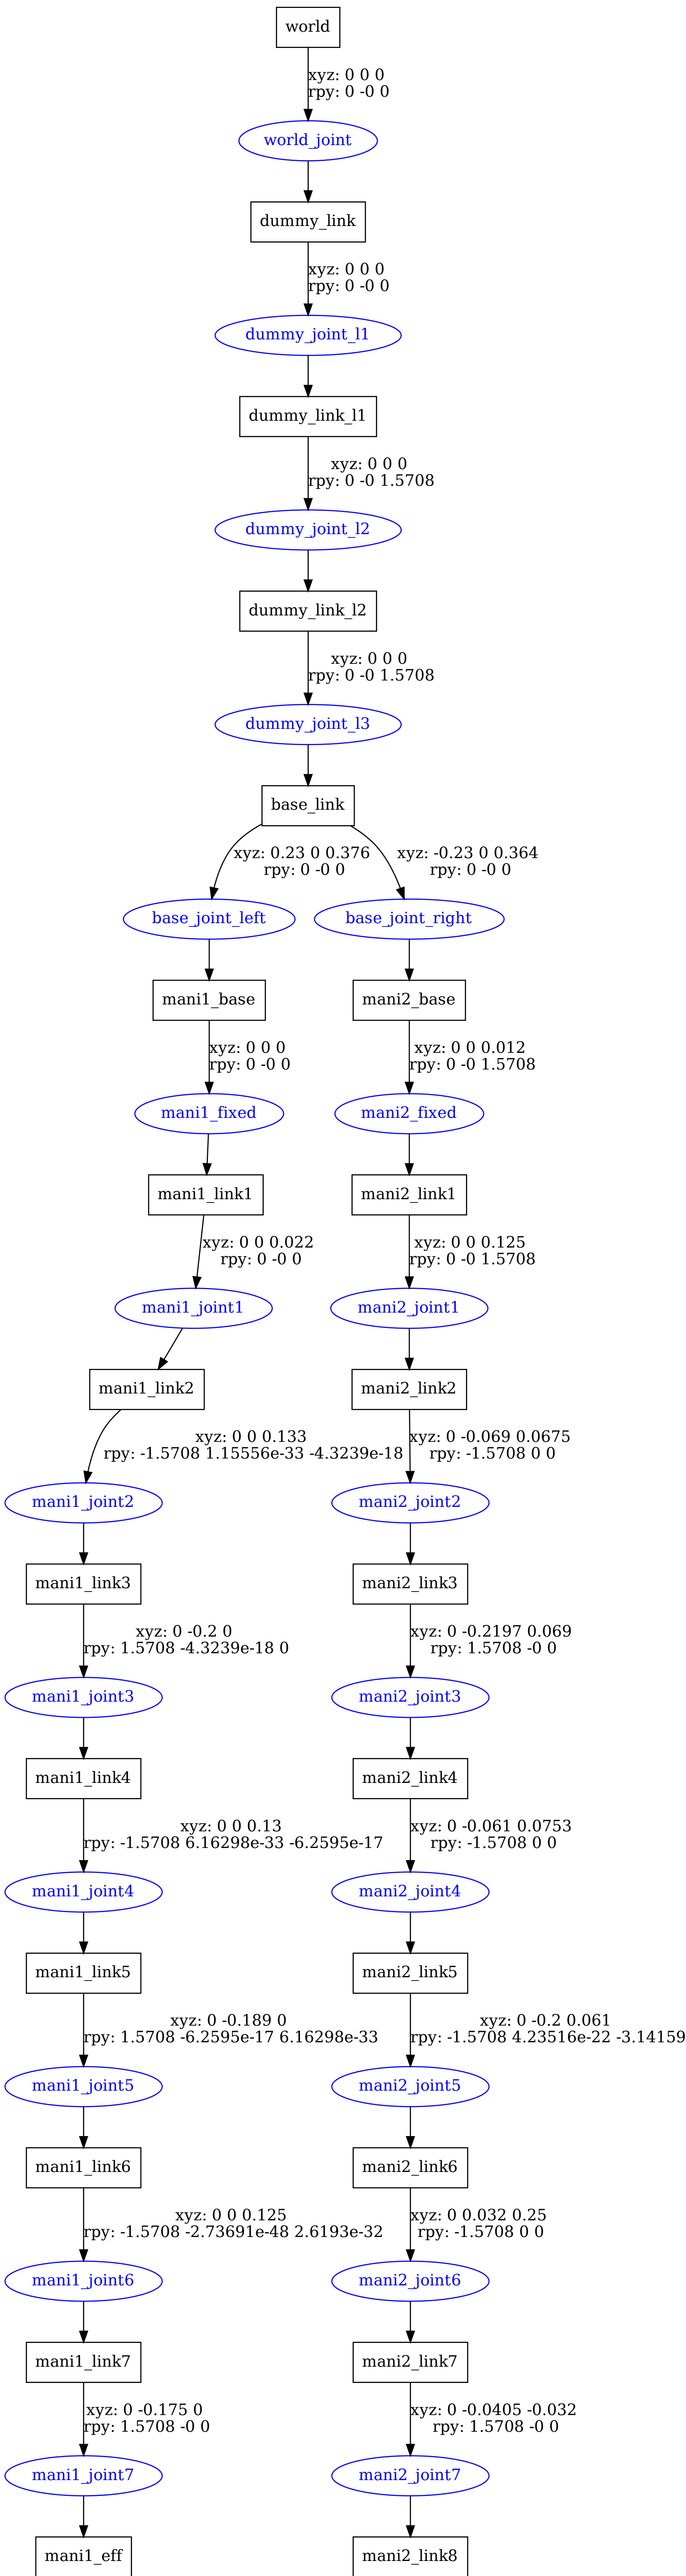 world
xyz: 0 0 0
rpy: 0 -0 0
world_joint
dummy_link
xyz: 0 0 0
rpy: 0 -0 0
dummy_joint_l1
dummy_link_l1
xyz: 0 0 0
rpy: 0 -0 1.5708
dummy_joint_l2
dummy_link_l2
xyz: 0 0 0
rpy: 0 -0 1.5708
dummy_joint_l3
base_link
xyz: 0.23 0 0.376
rpy: 0 -0 0
xyz: -0.23 0 0.364
rpy: 0 -0 0
base_joint_left
base_joint_right
mani1_base
mani2_base
xyz: 0 0 0
rpy: 0 -0 0
xyz: 0 0 0.012
rpy: 0 -0 1.5708
mani1_fixed
mani2_fixed
mani1_link1
mani2_link1
xyz: 0 0 0.022
rpy: 0 -0 0
xyz: 0 0 0.125
rpy: 0 -0 1.5708
mani1_joint1
mani2_joint1
mani1_link2
mani2_link2
xyz: 0 0 0.133
rpy: -1.5708 1.15556e-33 -4.3239e-18
xyz: 0 -0.069 0.0675
rpy: -1.5708 0 0
mani1_joint2
mani2_joint2
mani1_link3
mani2_link3
xyz: 0 -0.2 0
rpy: 1.5708 -4.3239e-18 0
xyz: 0 -0.2197 0.069
rpy: 1.5708 -0 0
mani1_joint3
mani2_joint3
mani1_link4
mani2_link4
xyz: 0 0 0.13
rpy: -1.5708 6.16298e-33 -6.2595e-17
xyz: 0 -0.061 0.0753
rpy: -1.5708 0 0
mani1_joint4
mani2_joint4
mani1_link5
mani2_link5
xyz: 0 -0.189 0
rpy: 1.5708 -6.2595e-17 6.16298e-33
xyz: 0 -0.2 0.061
rpy: -1.5708 4.23516e-22 -3.14159
mani1_joint5
mani2_joint5
mani1_link6
mani2_link6
xyz: 0 0 0.125
rpy: -1.5708 -2.73691e-48 2.6193e-32
xyz: 0 0.032 0.25
rpy: -1.5708 0 0
mani1_joint6
mani2_joint6
mani1_link7
mani2_link7
xyz: 0 -0.175 0
rpy: 1.5708 -0 0
xyz: 0 -0.0405 -0.032
rpy: 1.5708 -0 0
mani1_joint7
mani2_joint7
mani1_eff
mani2_link8